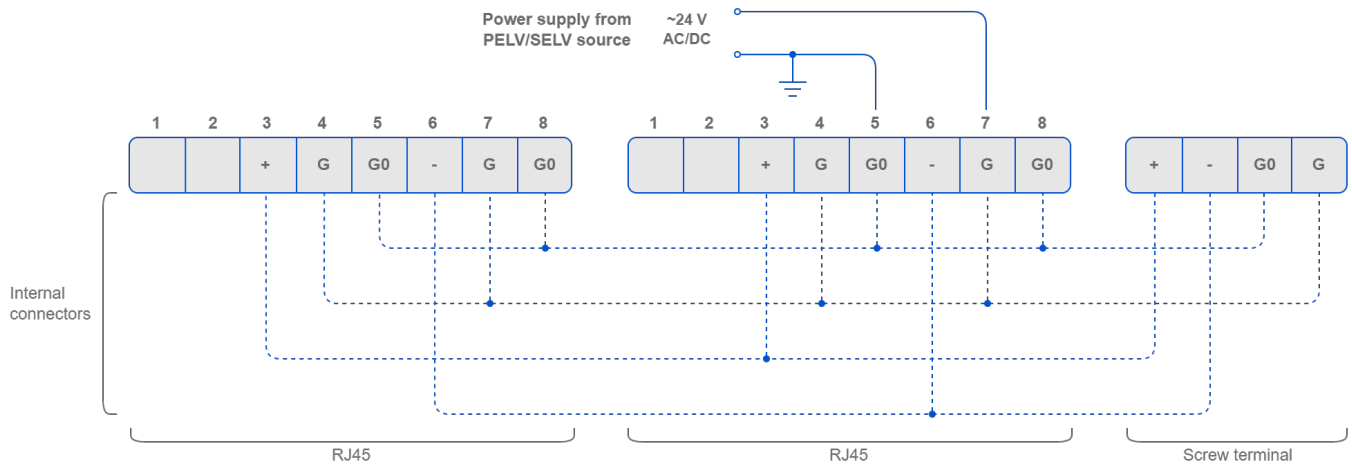 Power supply from ~24 V
PELV/SELV source AC/DC
1 2 3 4 5 6 7 8 1 2 3 4 5 6 7 8
+ G G0 - G G0 + G G0 - G G0 + - G0 G
Internal
connectors
RJ45 RJ45 Screw terminal